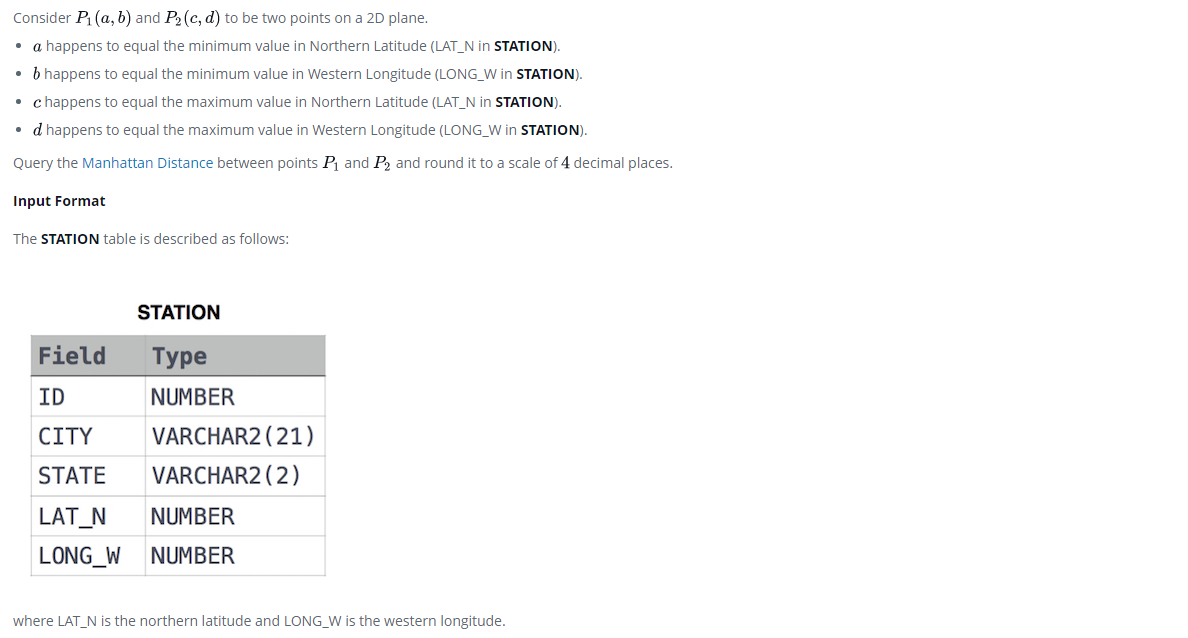 Consider P₁(a, b) and P₂(c, d) to be two points on a 2D plane.
• a happens to equal the minimum value in Northern Latitude (LAT_N in STATION).
• b happens to equal the minimum value in Western Longitude (LONG_W in STATION).
• c happens to equal the maximum value in Northern Latitude (LAT_N in STATION).
• d happens to equal the maximum value in Western Longitude (LONG_W in STATION).
Query the Manhattan Distance between points P₁ and P₂ and round it to a scale of 4 decimal places.
Input Format
The STATION table is described as follows:
STATION
Field Type
ID NUMBER
CITY VARCHAR2(21)
STATE VARCHAR2(2)
LAT_N NUMBER
LONG_W NUMBER
where LAT_N is the northern latitude and LONG_W is the western longitude.